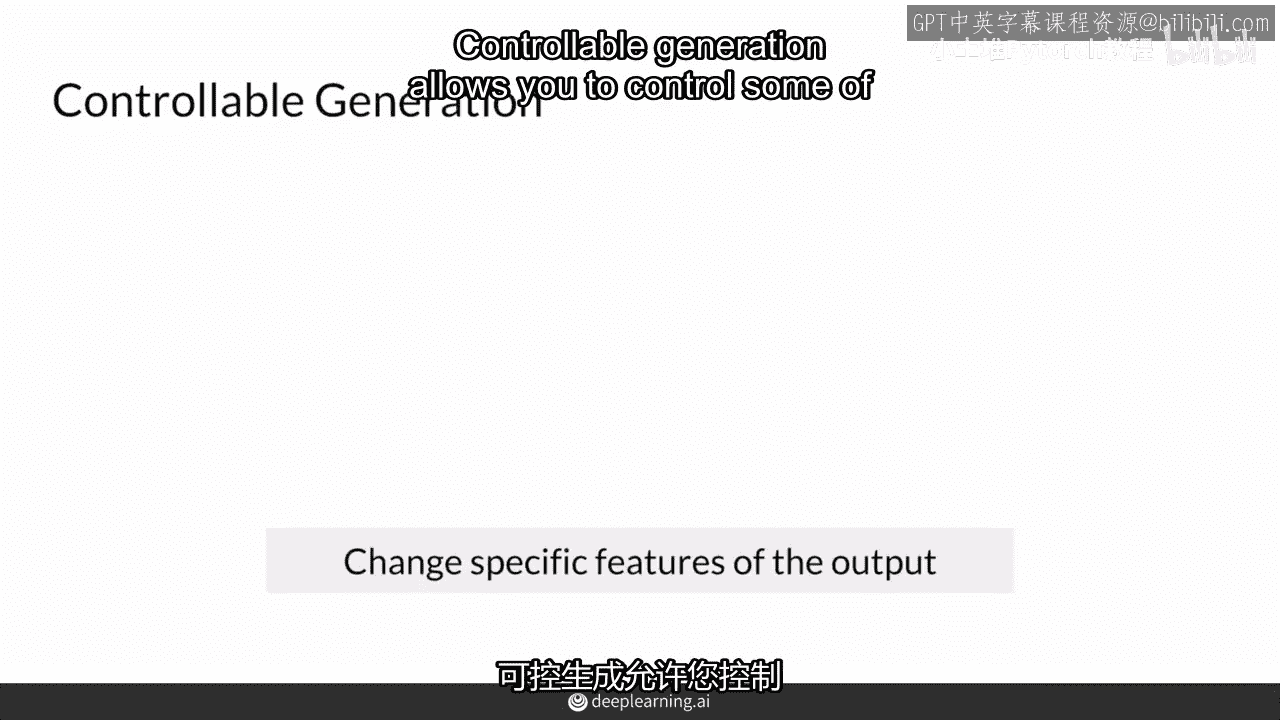 GPT中英字幕课程资源@bilibili.com
Controllable generation
allows you to control some of
Controllable Generation
Change specific features of the output
可控生成允许您控制
deeplearning.ai